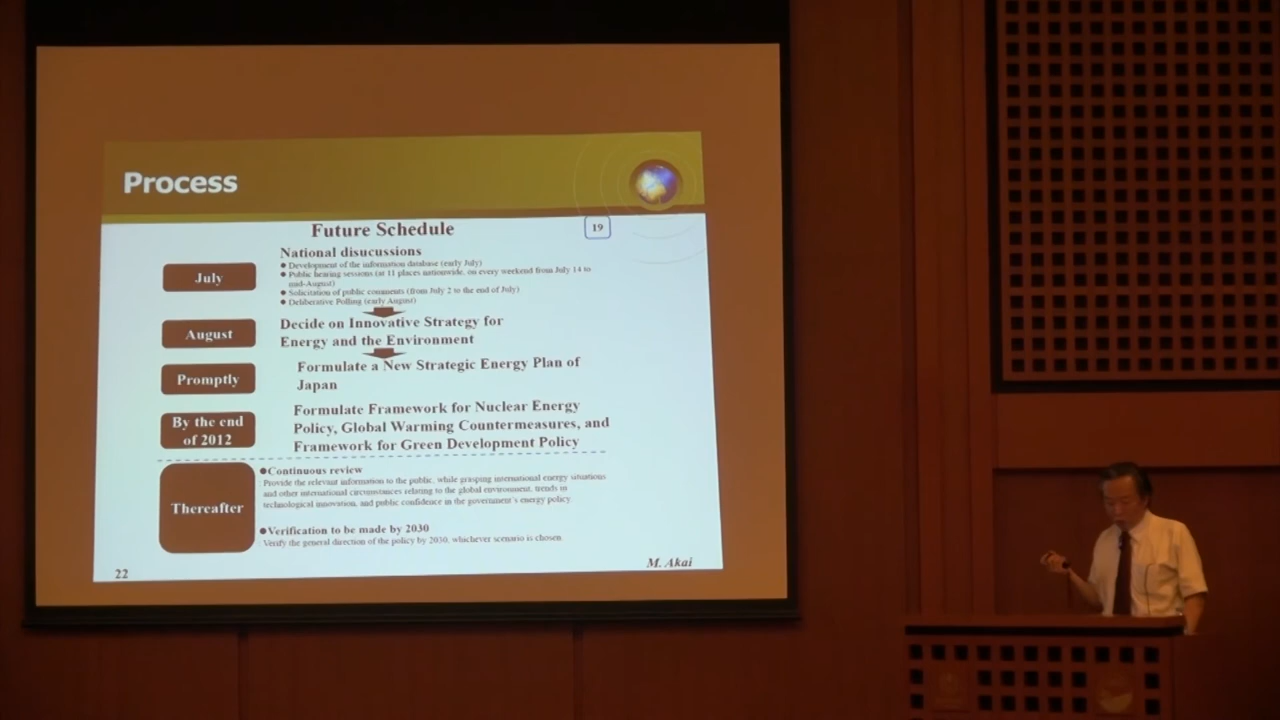 Process
Future Schedule
19
July
National disucussions
● Development of the information database (early July)
● Public hearing sessions (at 11 places nationwide, on every weekend from July 14 to
mid-August)
● Solicitation of public comments (from July 2 to the end of July)
● Deliberative Polling (early August)
August
Decide on Innovative Strategy for
Energy and the Environment
Promptly
Formulate a New Strategic Energy Plan of
Japan
By the end
of 2012
Formulate Framework for Nuclear Energy
Policy, Global Warming Countermeasures, and
Framework for Green Development Policy
Thereafter
●Continuous review
Provide the relevant information to the public, while grasping international energy situations
and other international circumstances relating to the global environment, trends in
technological innovation, and public confidence in the government's energy policy.
●Verification to be made by 2030
Verify the general direction of the policy by 2030, whichever scenario is chosen.
22
M. Akai